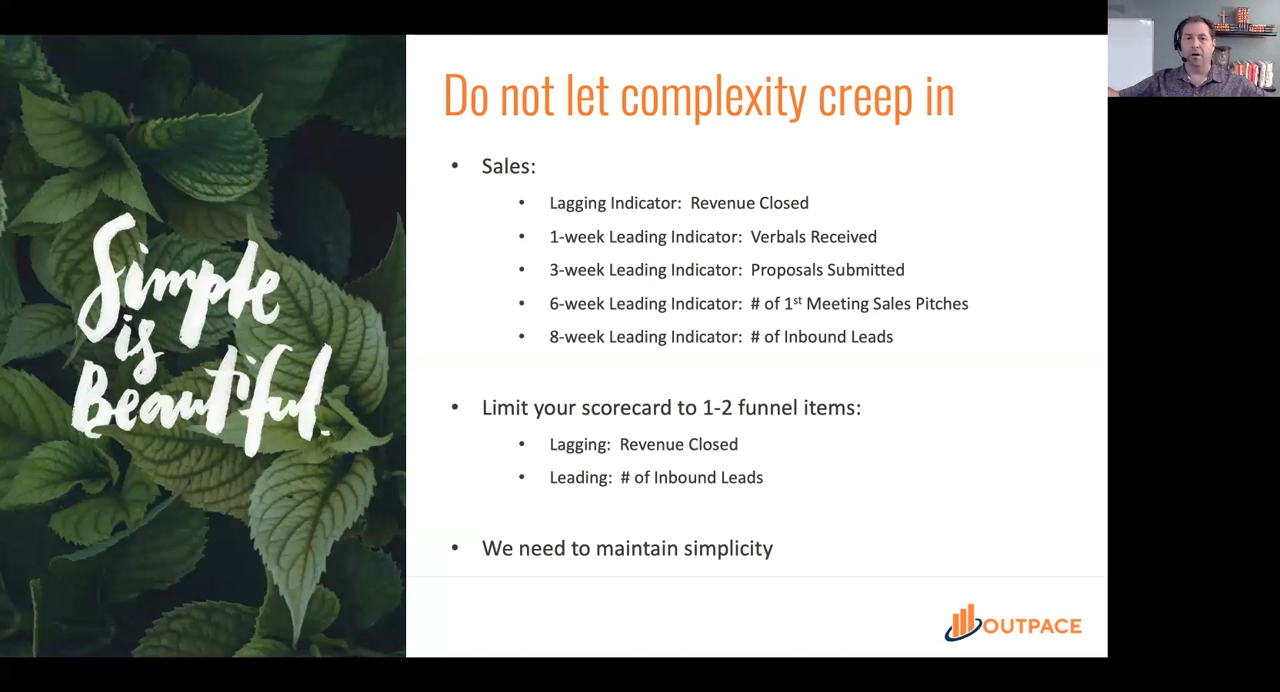 Simple
is
Beautiful.
Do not let complexity creep in
• Sales:
• Lagging Indicator: Revenue Closed
• 1-week Leading Indicator: Verbals Received
• 3-week Leading Indicator: Proposals Submitted
• 6-week Leading Indicator: # of 1st Meeting Sales Pitches
• 8-week Leading Indicator: # of Inbound Leads
• Limit your scorecard to 1-2 funnel items:
• Lagging: Revenue Closed
• Leading: # of Inbound Leads
• We need to maintain simplicity
OUTPACE